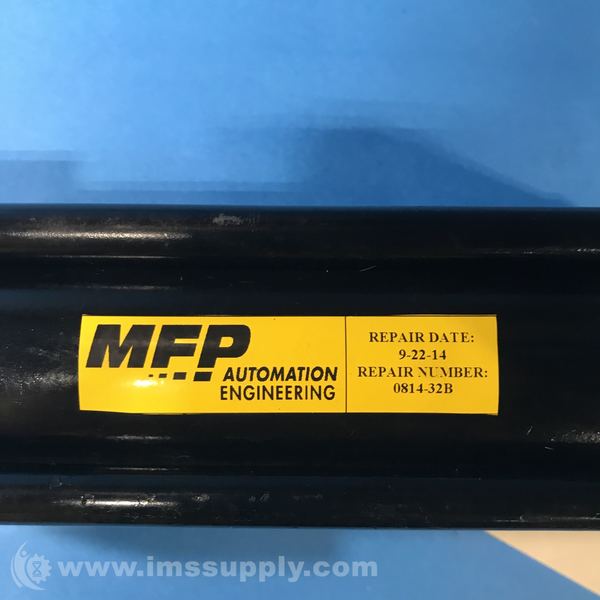 MFP
AUTOMATION
ENGINEERING
REPAIR DATE:
9-22-14
REPAIR NUMBER:
0814-32B
www.imssupply.com